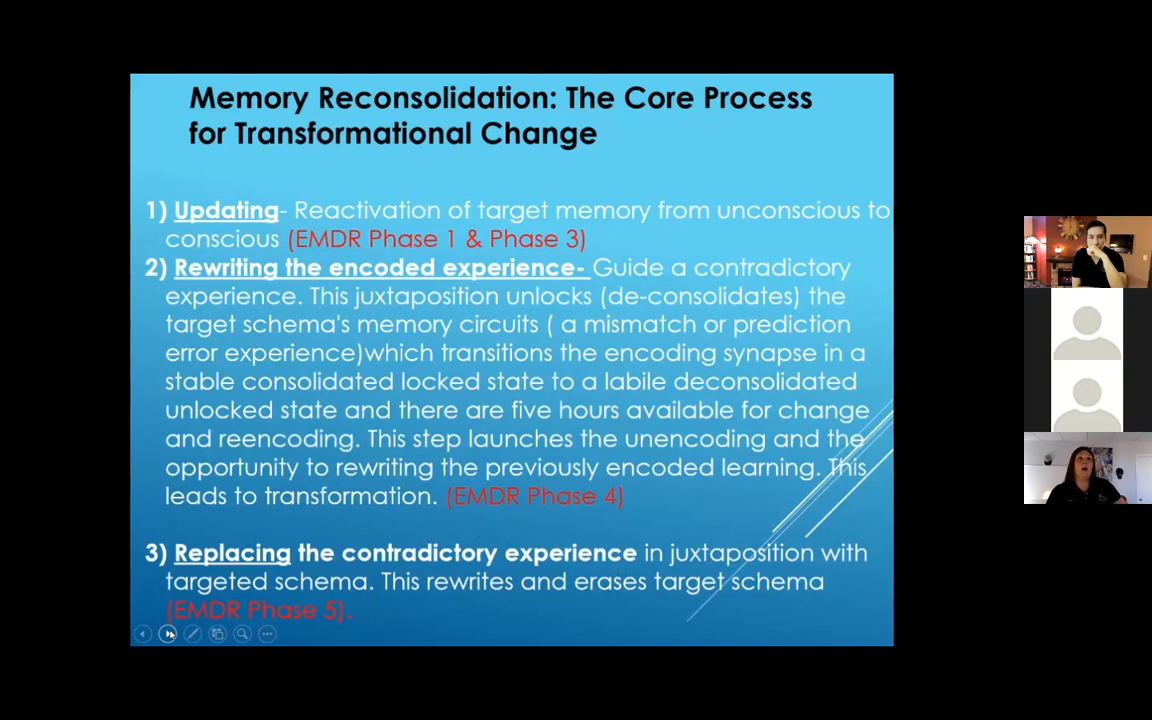 Memory Reconsolidation: The Core Process
for Transformational Change
1) Updating- Reactivation of target memory from unconscious to
conscious (EMDR Phase 1 & Phase 3)
2) Rewriting the encoded experience- Guide a contradictory
experience. This juxtaposition unlocks (de-consolidates) the
target schema's memory circuits ( a mismatch or prediction
error experience)which transitions the encoding synapse in a
stable consolidated locked state to a labile deconsolidated
unlocked state and there are five hours available for change
and reencoding. This step launches the unencoding and the
opportunity to rewriting the previously encoded learning. This
leads to transformation. (EMDR Phase 4)
3) Replacing the contradictory experience in juxtaposition with
targeted schema. This rewrites and erases target schema
(EMDR Phase 5).